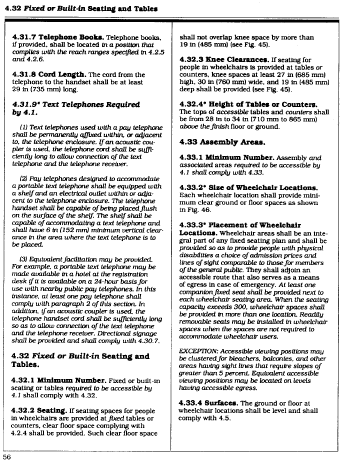 4.32 Fixed or Built-in Seating and Tables
4.31.7 Telephone Books. Telephone books,
if provided, shall be located in a position that
complies with the reach ranges specified in 4.2.5
and 4.2.6.
4.31.8 Cord Length. The cord from the
telephone to the handset shall be at least
29 in (735 mm) long.
4.31.9* Text Telephones Required
by 4.1.
(1) Text telephones used with a pay telephone
shall be permanently affixed within, or adjacent
to, the telephone enclosure. If an acoustic cou-
pler is used, the telephone cord shall be suffi-
ciently long to allow connection of the text
telephone and the telephone receiver.
(2) Pay telephones designed to accommodate
a portable text telephone shall be equipped with
a shelf and an electrical outlet within or adja-
cent to the telephone enclosure. The telephone
handset shall be capable of being placed flush
on the surface of the shelf. The shelf shall be
capable of accommodating a text telephone and
shall have 6 in (152 mm) minimum vertical clear-
ance in the area where the text telephone is to
be placed.
(3) Equivalent facilitation may be provided.
For example, a portable text telephone may be
made available in a hotel at the registration
desk if it is available on a 24-hour basis for
use with nearby public pay telephones. In this
instance, at least one pay telephone shall
comply with paragraph 2 of this section. In
addition, if an acoustic coupler is used, the
telephone handset cord shall be sufficiently long
so as to allow connection of the text telephone
and the telephone receiver. Directional signage
shall be provided and shall comply with 4.30.7.
4.32 Fixed or Built-in Seating and
Tables.
4.32.1 Minimum Number. Fixed or built-in
seating or tables required to be accessible by
4.1 shall comply with 4.32.
4.32.2 Seating. If seating spaces for people
in wheelchairs are provided at fixed tables or
counters, clear floor space complying with
4.2.4 shall be provided. Such clear floor space
shall not overlap knee space by more than
19 in (485 mm) (see Fig. 45).
4.32.3 Knee Clearances. If seating for
people in wheelchairs is provided at tables or
counters, knee spaces at least 27 in (685 mm)
high, 30 in (760 mm) wide, and 19 in (485 mm)
deep shall be provided (see Fig. 45).
4.32.4* Height of Tables or Counters.
The tops of accessible tables and counters shall
be from 28 in to 34 in (710 mm to 865 mm)
above the finish floor or ground.
4.33 Assembly Areas.
4.33.1 Minimum Number. Assembly and
associated areas required to be accessible by
4.1 shall comply with 4.33.
4.33.2* Size of Wheelchair Locations.
Each wheelchair location shall provide mini-
mum clear ground or floor spaces as shown
in Fig. 46.
4.33.3* Placement of Wheelchair
Locations. Wheelchair areas shall be an inte-
gral part of any fixed seating plan and shall be
provided so as to provide people with physical
disabilities a choice of admission prices and
lines of sight comparable to those for members
of the general public. They shall adjoin an
accessible route that also serves as a means
of egress in case of emergency. At least one
companion fixed seat shall be provided next to
each wheelchair seating area. When the seating
capacity exceeds 300, wheelchair spaces shall
be provided in more than one location. Readily
removable seats may be installed in wheelchair
spaces when the spaces are not required to
accommodate wheelchair users.
EXCEPTION: Accessible viewing positions may
be clustered for bleachers, balconies, and other
areas having sight lines that require slopes of
greater than 5 percent. Equivalent accessible
viewing positions may be located on levels
having accessible egress.
4.33.4 Surfaces. The ground or floor at
wheelchair locations shall be level and shall
comply with 4.5.
56